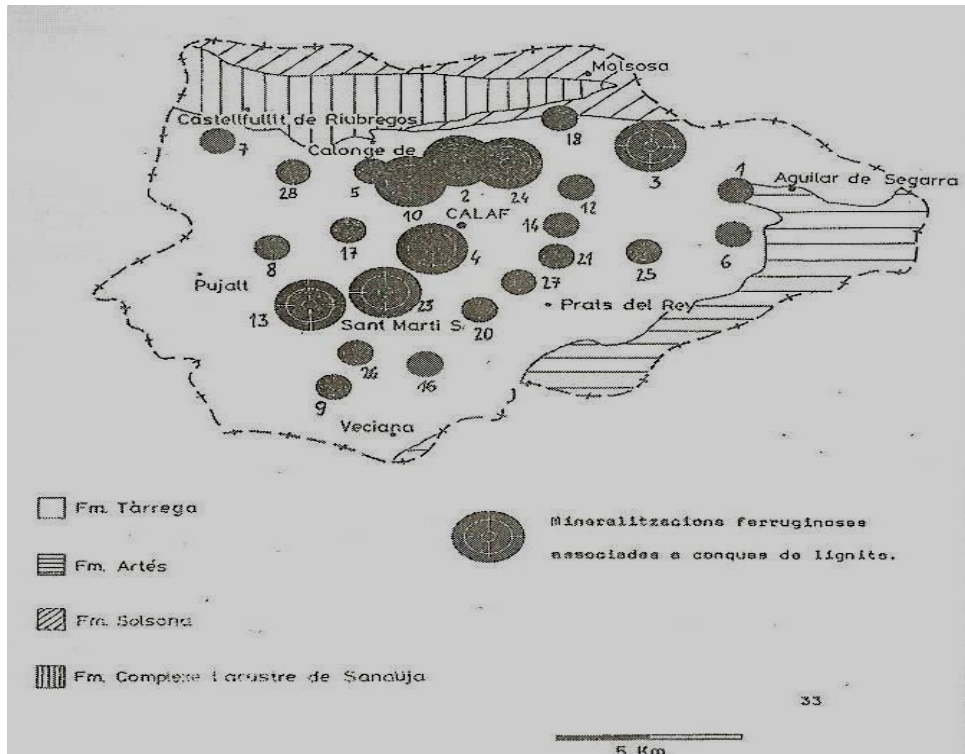 Molsosa
Castellfullit de Riubregos
18
7
Calonge de
3
1
Aguilar de Segarra
28
5
10
2
24
12
CALAF
14
6
17
8
4
21
25
27
Pujalt
13
23
20
Prats del Rey
Sant Marti S
26
16
9
Veciana
Fm. Tàrrega
Fm. Artés
Fm. Solsona
Fm. Complexe Lacustre de Sanaüja
Mineralitzacions ferruginoses
associades a conques de lignits.
33
5 Km